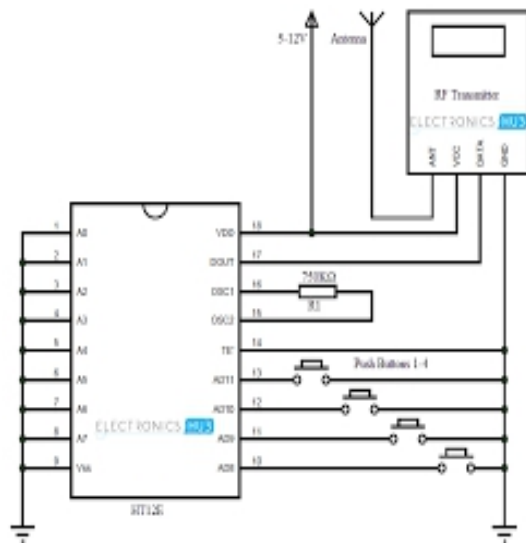 5-12V
Antenna
RF Transmitter
ELECTRONICS HUB
ANT
VCC
DATA
GND
1 A0 VDD 18
2 A1 DOUT 17
3 A2 OSC1 16
750KΩ
R1
4 A3 OSC2 15
5 A4 TE 14
Push Buttons 1-4
6 A5 AD11 13
7 A6 AD10 12
ELECTRONICS HUB
8 A7 AD9 11
9 Vss AD8 10
HT12E